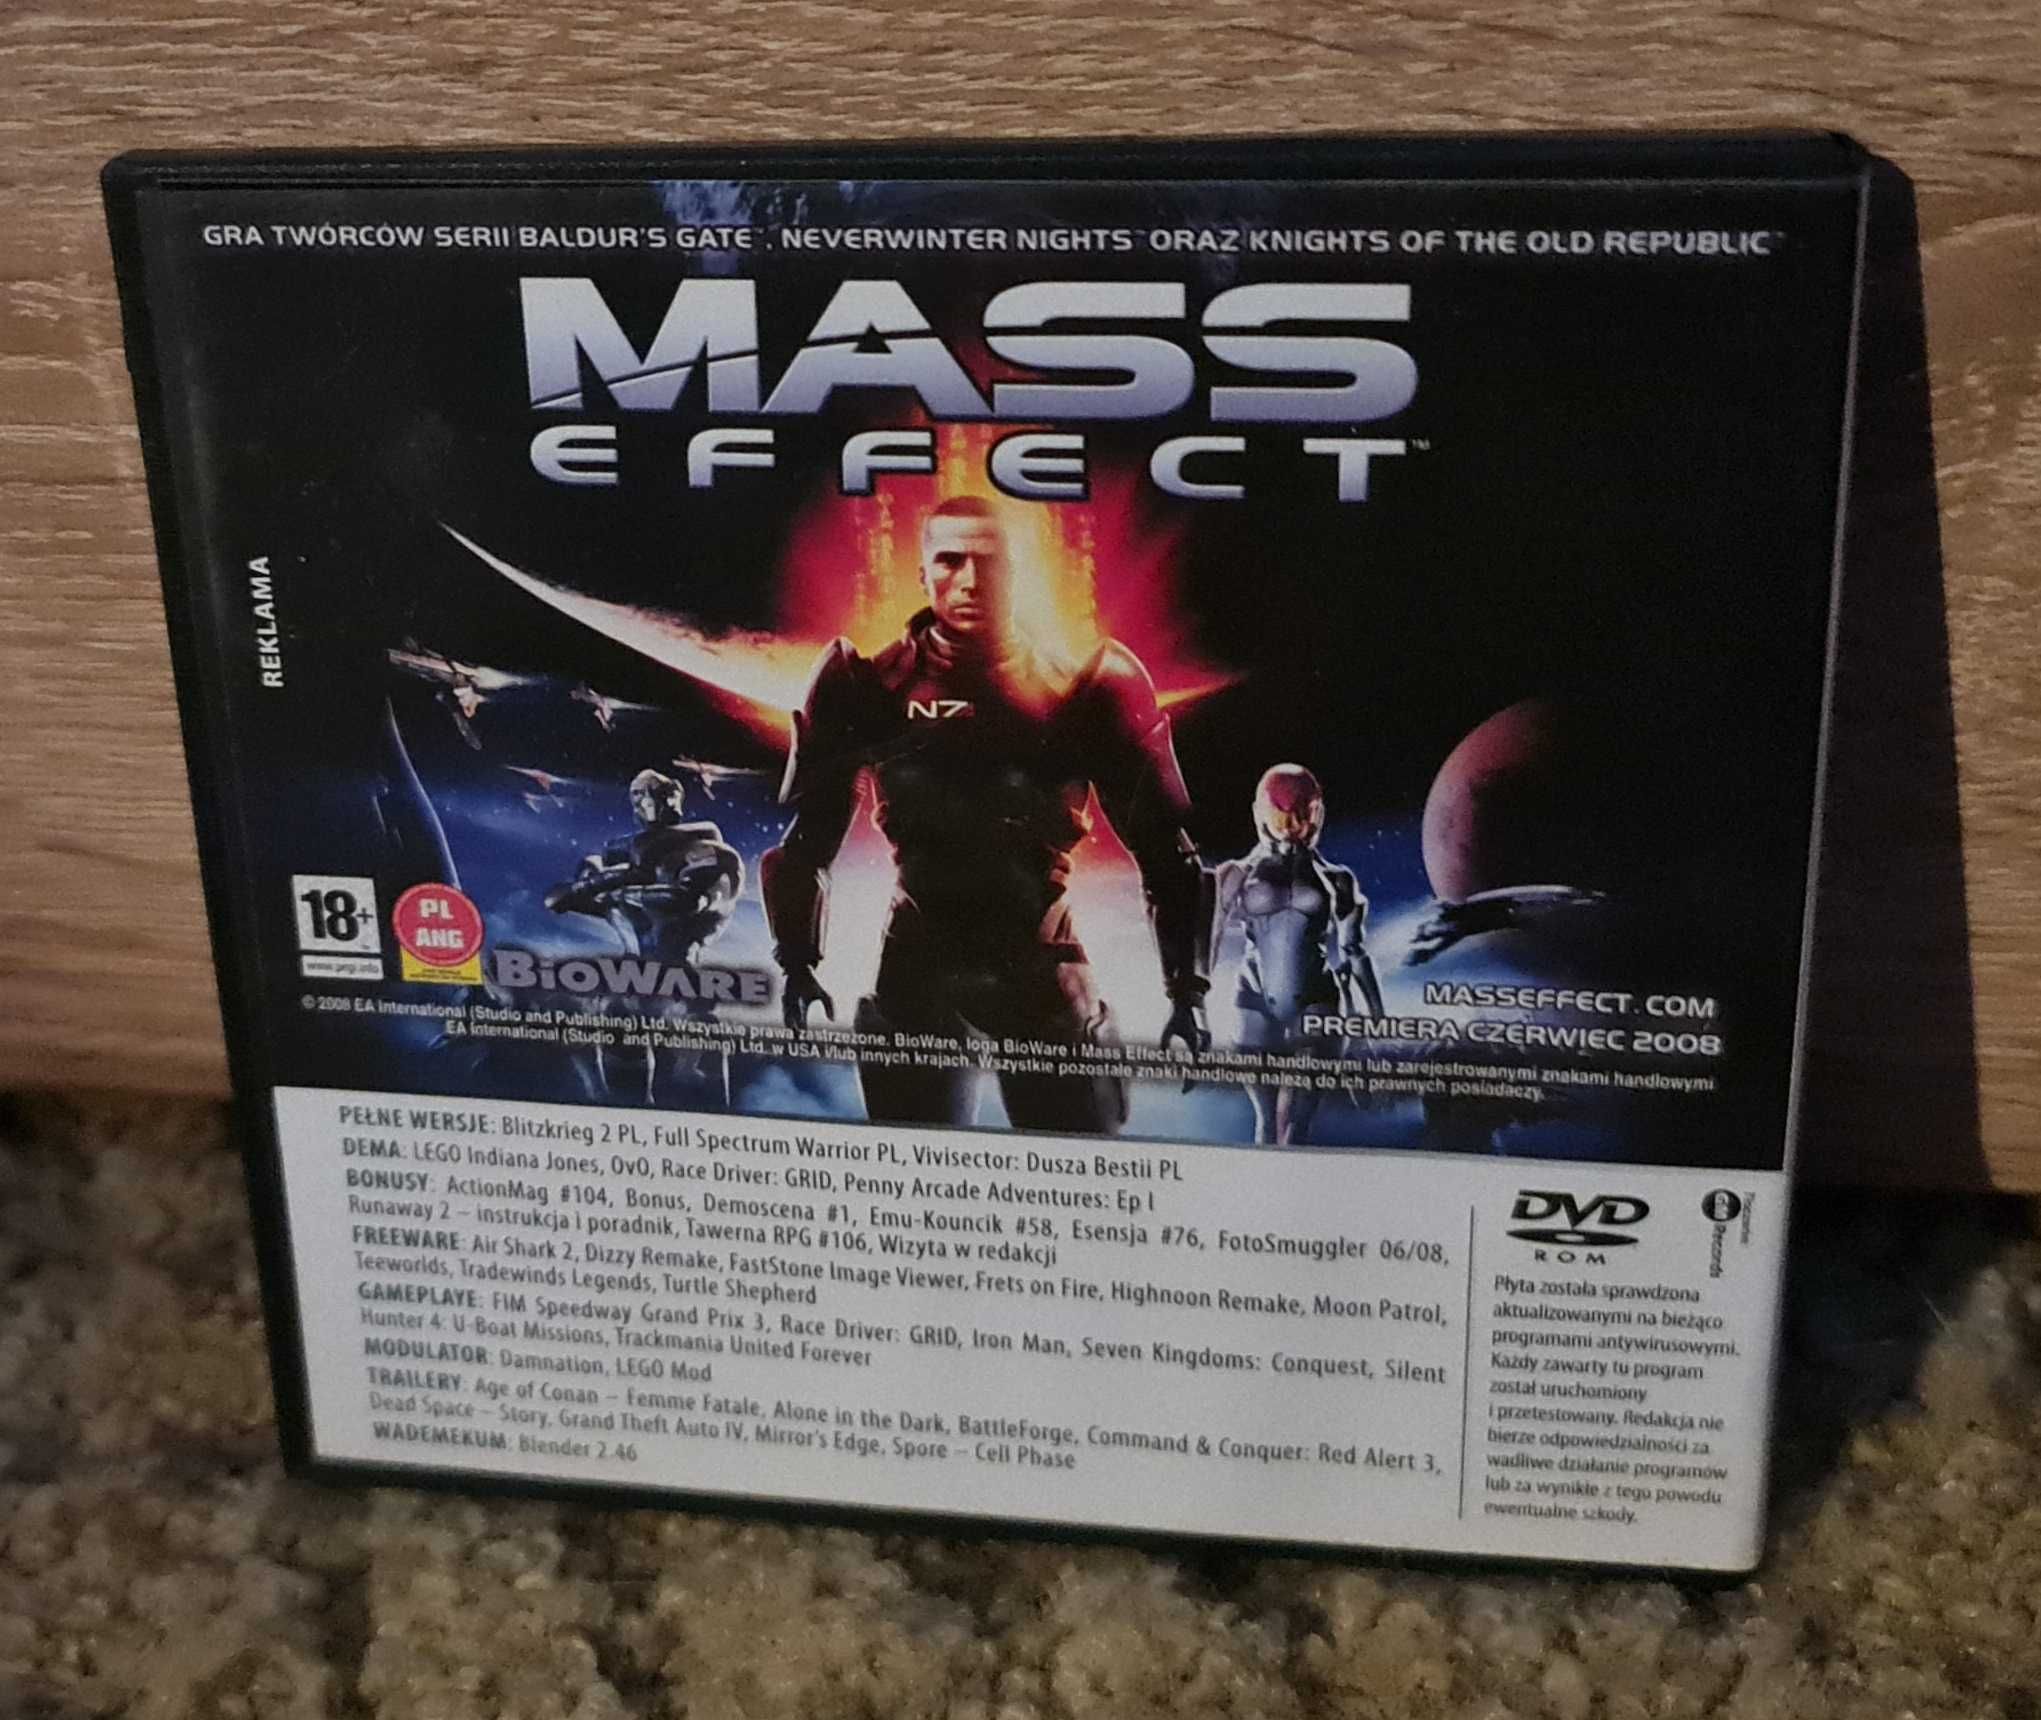 GRA TWÓRCÓW SERII BALDUR'S GATE™, NEVERWINTER NIGHTS™ ORAZ KNIGHTS OF THE OLD REPUBLIC™
MASS
EFFECT™
REKLAMA
N7
18+
www.pegi.info
PL
ANG
BIOWARE
MASSEFFECT.COM
PREMIERA CZERWIEC 2008
© 2008 EA International (Studio and Publishing) Ltd. Wszystkie prawa zastrzeżone. BioWare, loga BioWare i Mass Effect są znakami handlowymi lub zarejestrowanymi znakami handlowymi
EA International (Studio and Publishing) Ltd. w USA i/lub innych krajach. Wszystkie pozostałe znaki handlowe należą do ich prawnych posiadaczy.
PEŁNE WERSJE: Blitzkrieg 2 PL, Full Spectrum Warrior PL, Vivisector: Dusza Bestii PL
DEMA: LEGO Indiana Jones, OvO, Race Driver: GRID, Penny Arcade Adventures: Ep I
BONUSY: ActionMag #104, Bonus, Demoscena #1, Emu-Kouncik #58, Esensja #76, FotoSmuggler 06/08,
Runaway 2 – instrukcja i poradnik, Tawerna RPG #106, Wizyta w redakcji
FREEWARE: Air Shark 2, Dizzy Remake, FastStone Image Viewer, Frets on Fire, Highnoon Remake, Moon Patrol,
Teeworlds, Tradewinds Legends, Turtle Shepherd
GAMEPLAYE: FIM Speedway Grand Prix 3, Race Driver: GRID, Iron Man, Seven Kingdoms: Conquest, Silent
Hunter 4: U-Boat Missions, Trackmania United Forever
MODULATOR: Damnation, LEGO Mod
TRAILERY: Age of Conan – Femme Fatale, Alone in the Dark, BattleForge, Command & Conquer: Red Alert 3,
Dead Space – Story, Grand Theft Auto IV, Mirror's Edge, Spore – Cell Phase
WADEMEKUM: Blender 2.46
DVD
ROM
Records
Płyta została sprawdzona
aktualizowanymi na bieżąco
programami antywirusowymi.
Każdy zawarty tu program
został uruchomiony
i przetestowany. Redakcja nie
bierze odpowiedzialności za
wadliwe działanie programów
lub za wynikłe z tego powodu
ewentualne szkody.